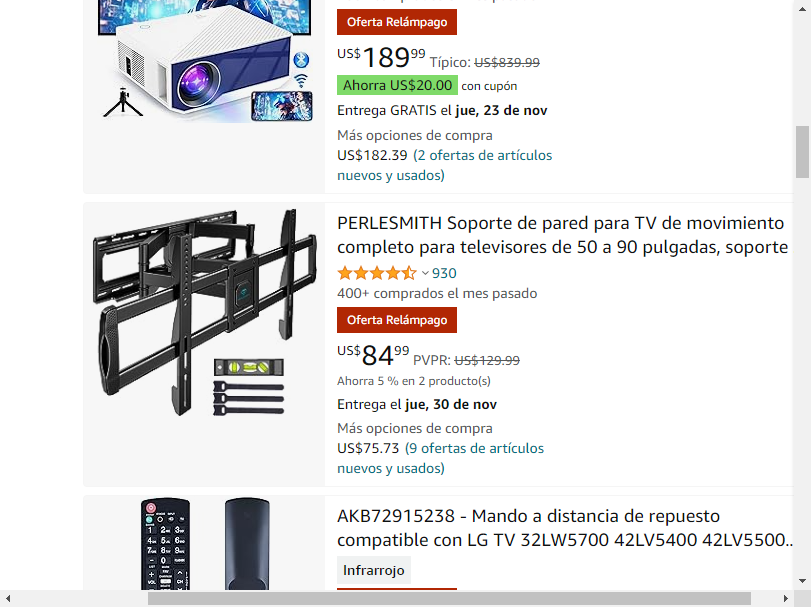 Oferta Relámpago
US$189.99 Típico: US$839.99
Ahorra US$20.00 con cupón
Entrega GRATIS el jue, 23 de nov
Más opciones de compra
US$182.39 (2 ofertas de artículos
nuevos y usados)
PERLESMITH Soporte de pared para TV de movimiento
completo para televisores de 50 a 90 pulgadas, soporte
930
400+ comprados el mes pasado
Oferta Relámpago
US$84.99 PVPR: US$129.99
Ahorra 5 % en 2 producto(s)
Entrega el jue, 30 de nov
Más opciones de compra
US$75.73 (9 ofertas de artículos
nuevos y usados)
AKB72915238 - Mando a distancia de repuesto
compatible con LG TV 32LW5700 42LV5400 42LV5500...
Infrarrojo